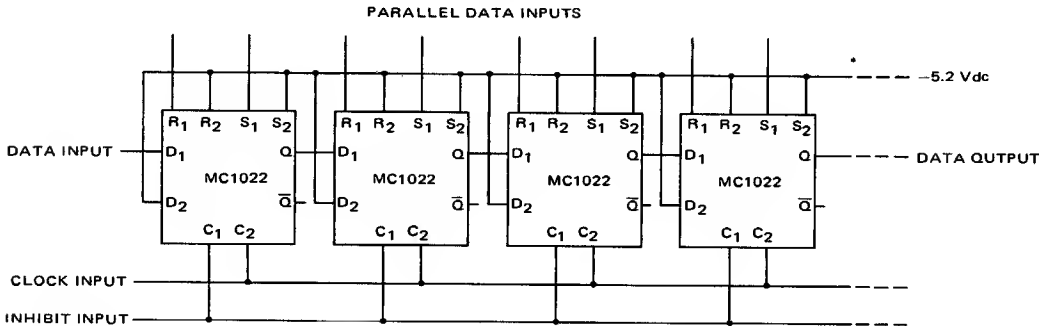 PARALLEL DATA INPUTS
−5.2 Vdc
R1 R2 S1 S2 R1 R2 S1 S2 R1 R2 S1 S2 R1 R2 S1 S2
DATA INPUT D1 Q D1 Q D1 Q D1 Q DATA QUTPUT
MC1022 MC1022 MC1022 MC1022
D2 Q̅ D2 Q̅ D2 Q̅ D2 Q̅
C1 C2 C1 C2 C1 C2 C1 C2
CLOCK INPUT
INHIBIT INPUT